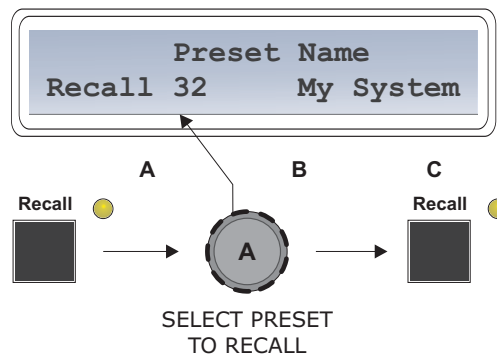 Preset Name
Recall 32 My System
A B C
Recall Recall
A
SELECT PRESET
TO RECALL